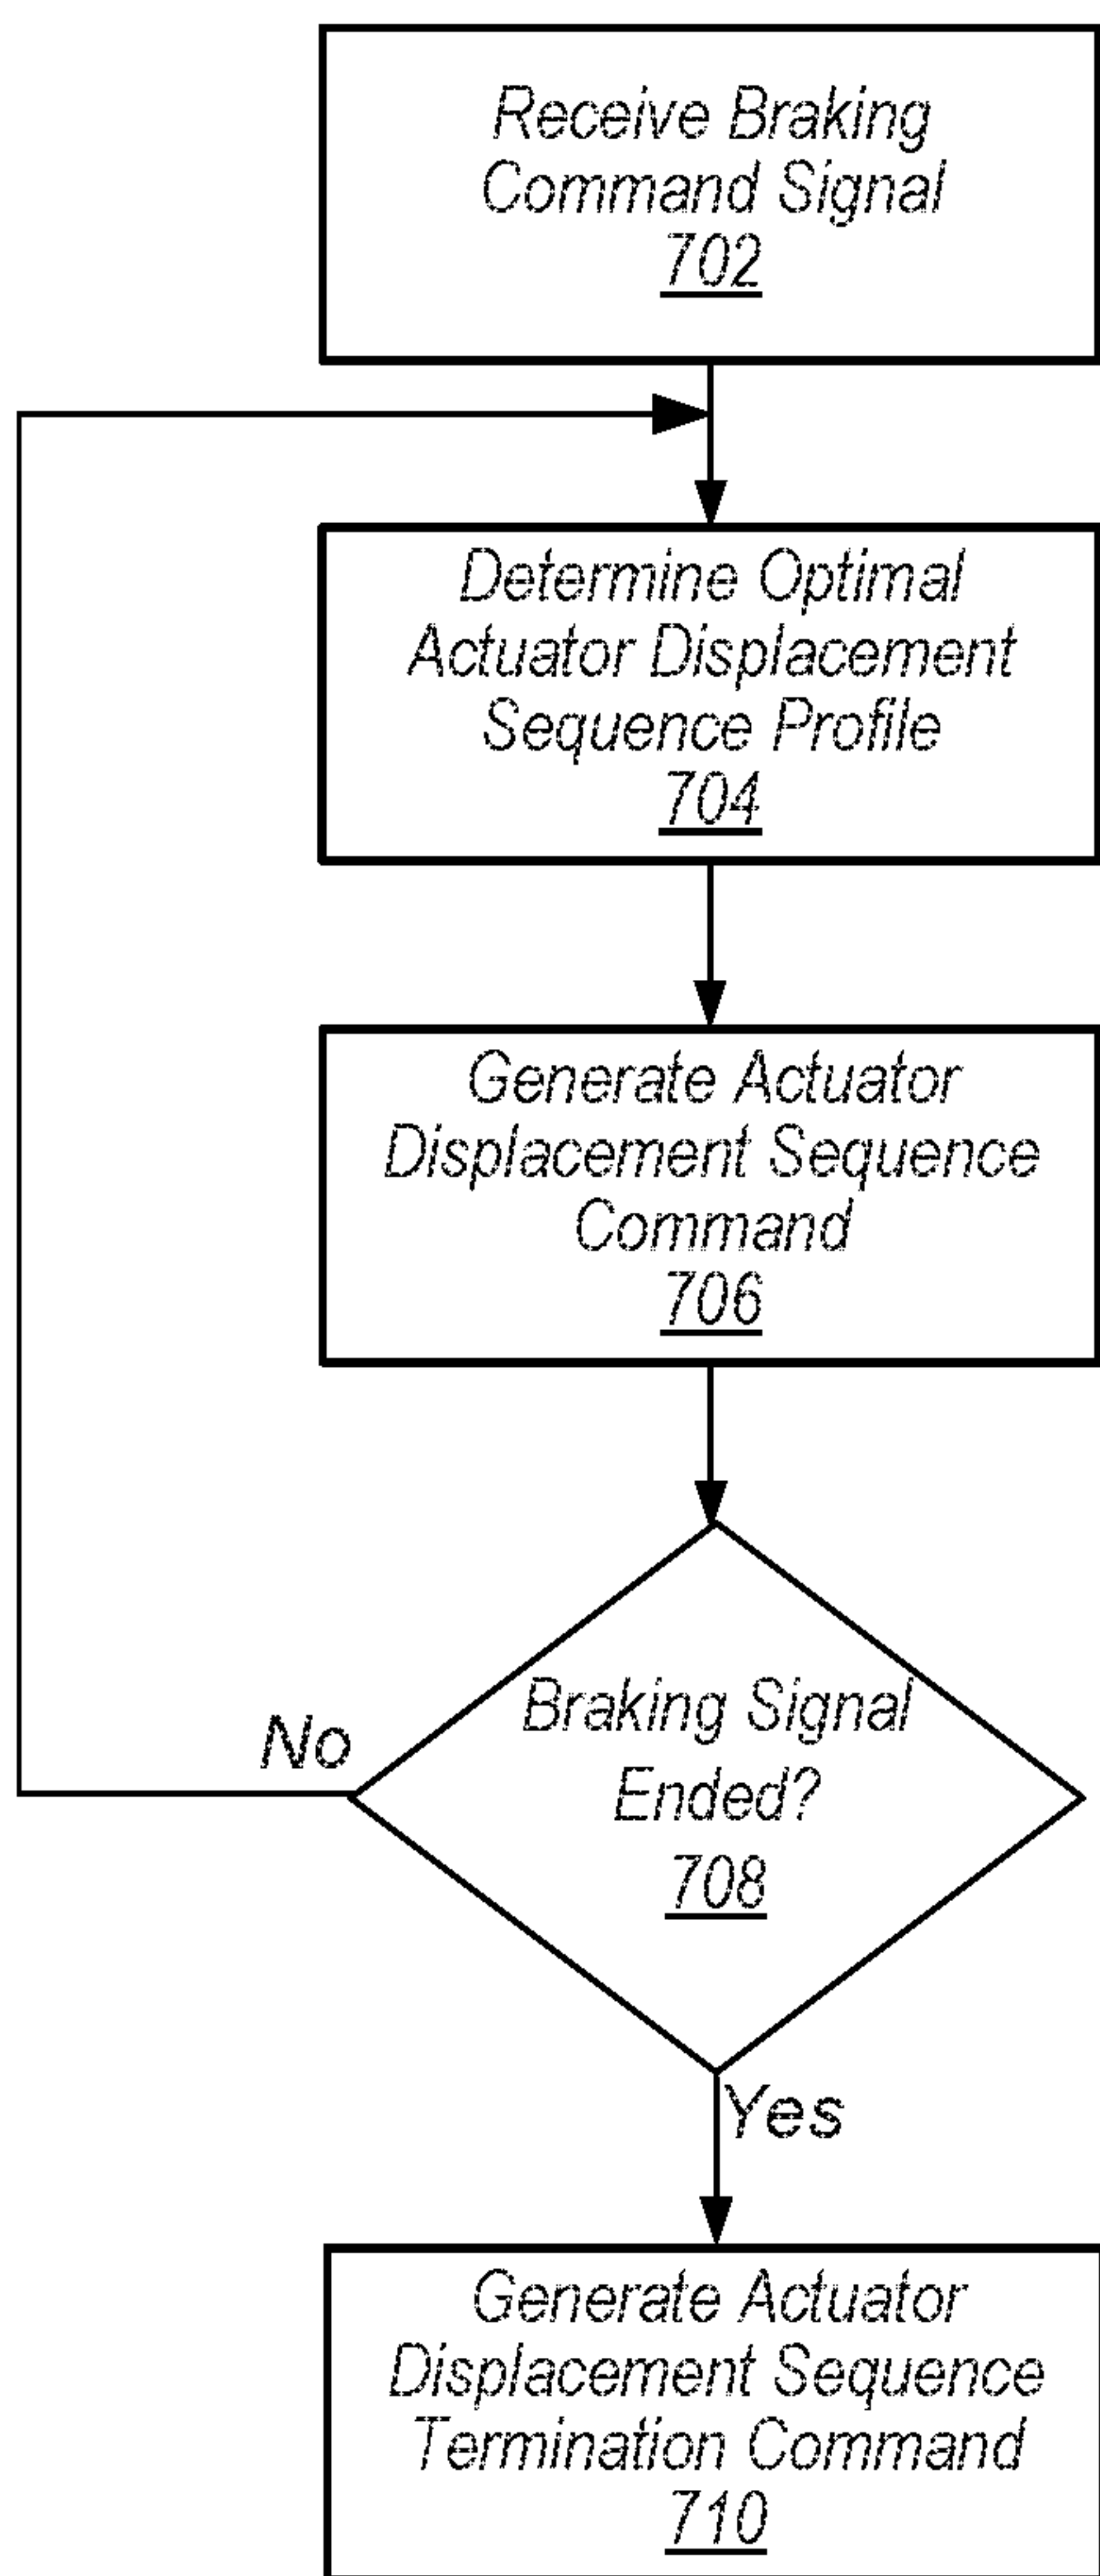 Receive Braking
Command Signal
702
Determine Optimal
Actuator Displacement
Sequence Profile
704
Generate Actuator
Displacement Sequence
Command
706
Braking Signal
Ended?
708
No
Yes
Generate Actuator
Displacement Sequence
Termination Command
710